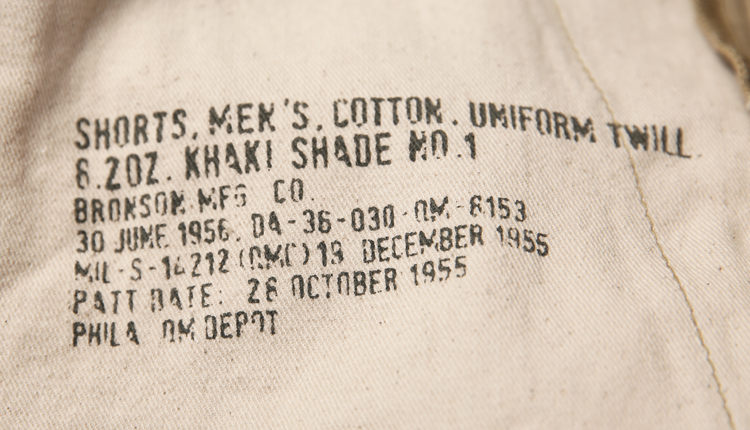 SHORTS, MEN'S, COTTON. UNIFORM TWILL.
8.2OZ. KHAKI SHADE NO.1
BRONSON MFG CO.
30 JUNE 1956. DA-36-030-QM-8153
MIL-S-14212(QMC)19 DECEMBER 1955
PATT DATE: 26 OCTOBER 1955
PHILA QM DEPOT